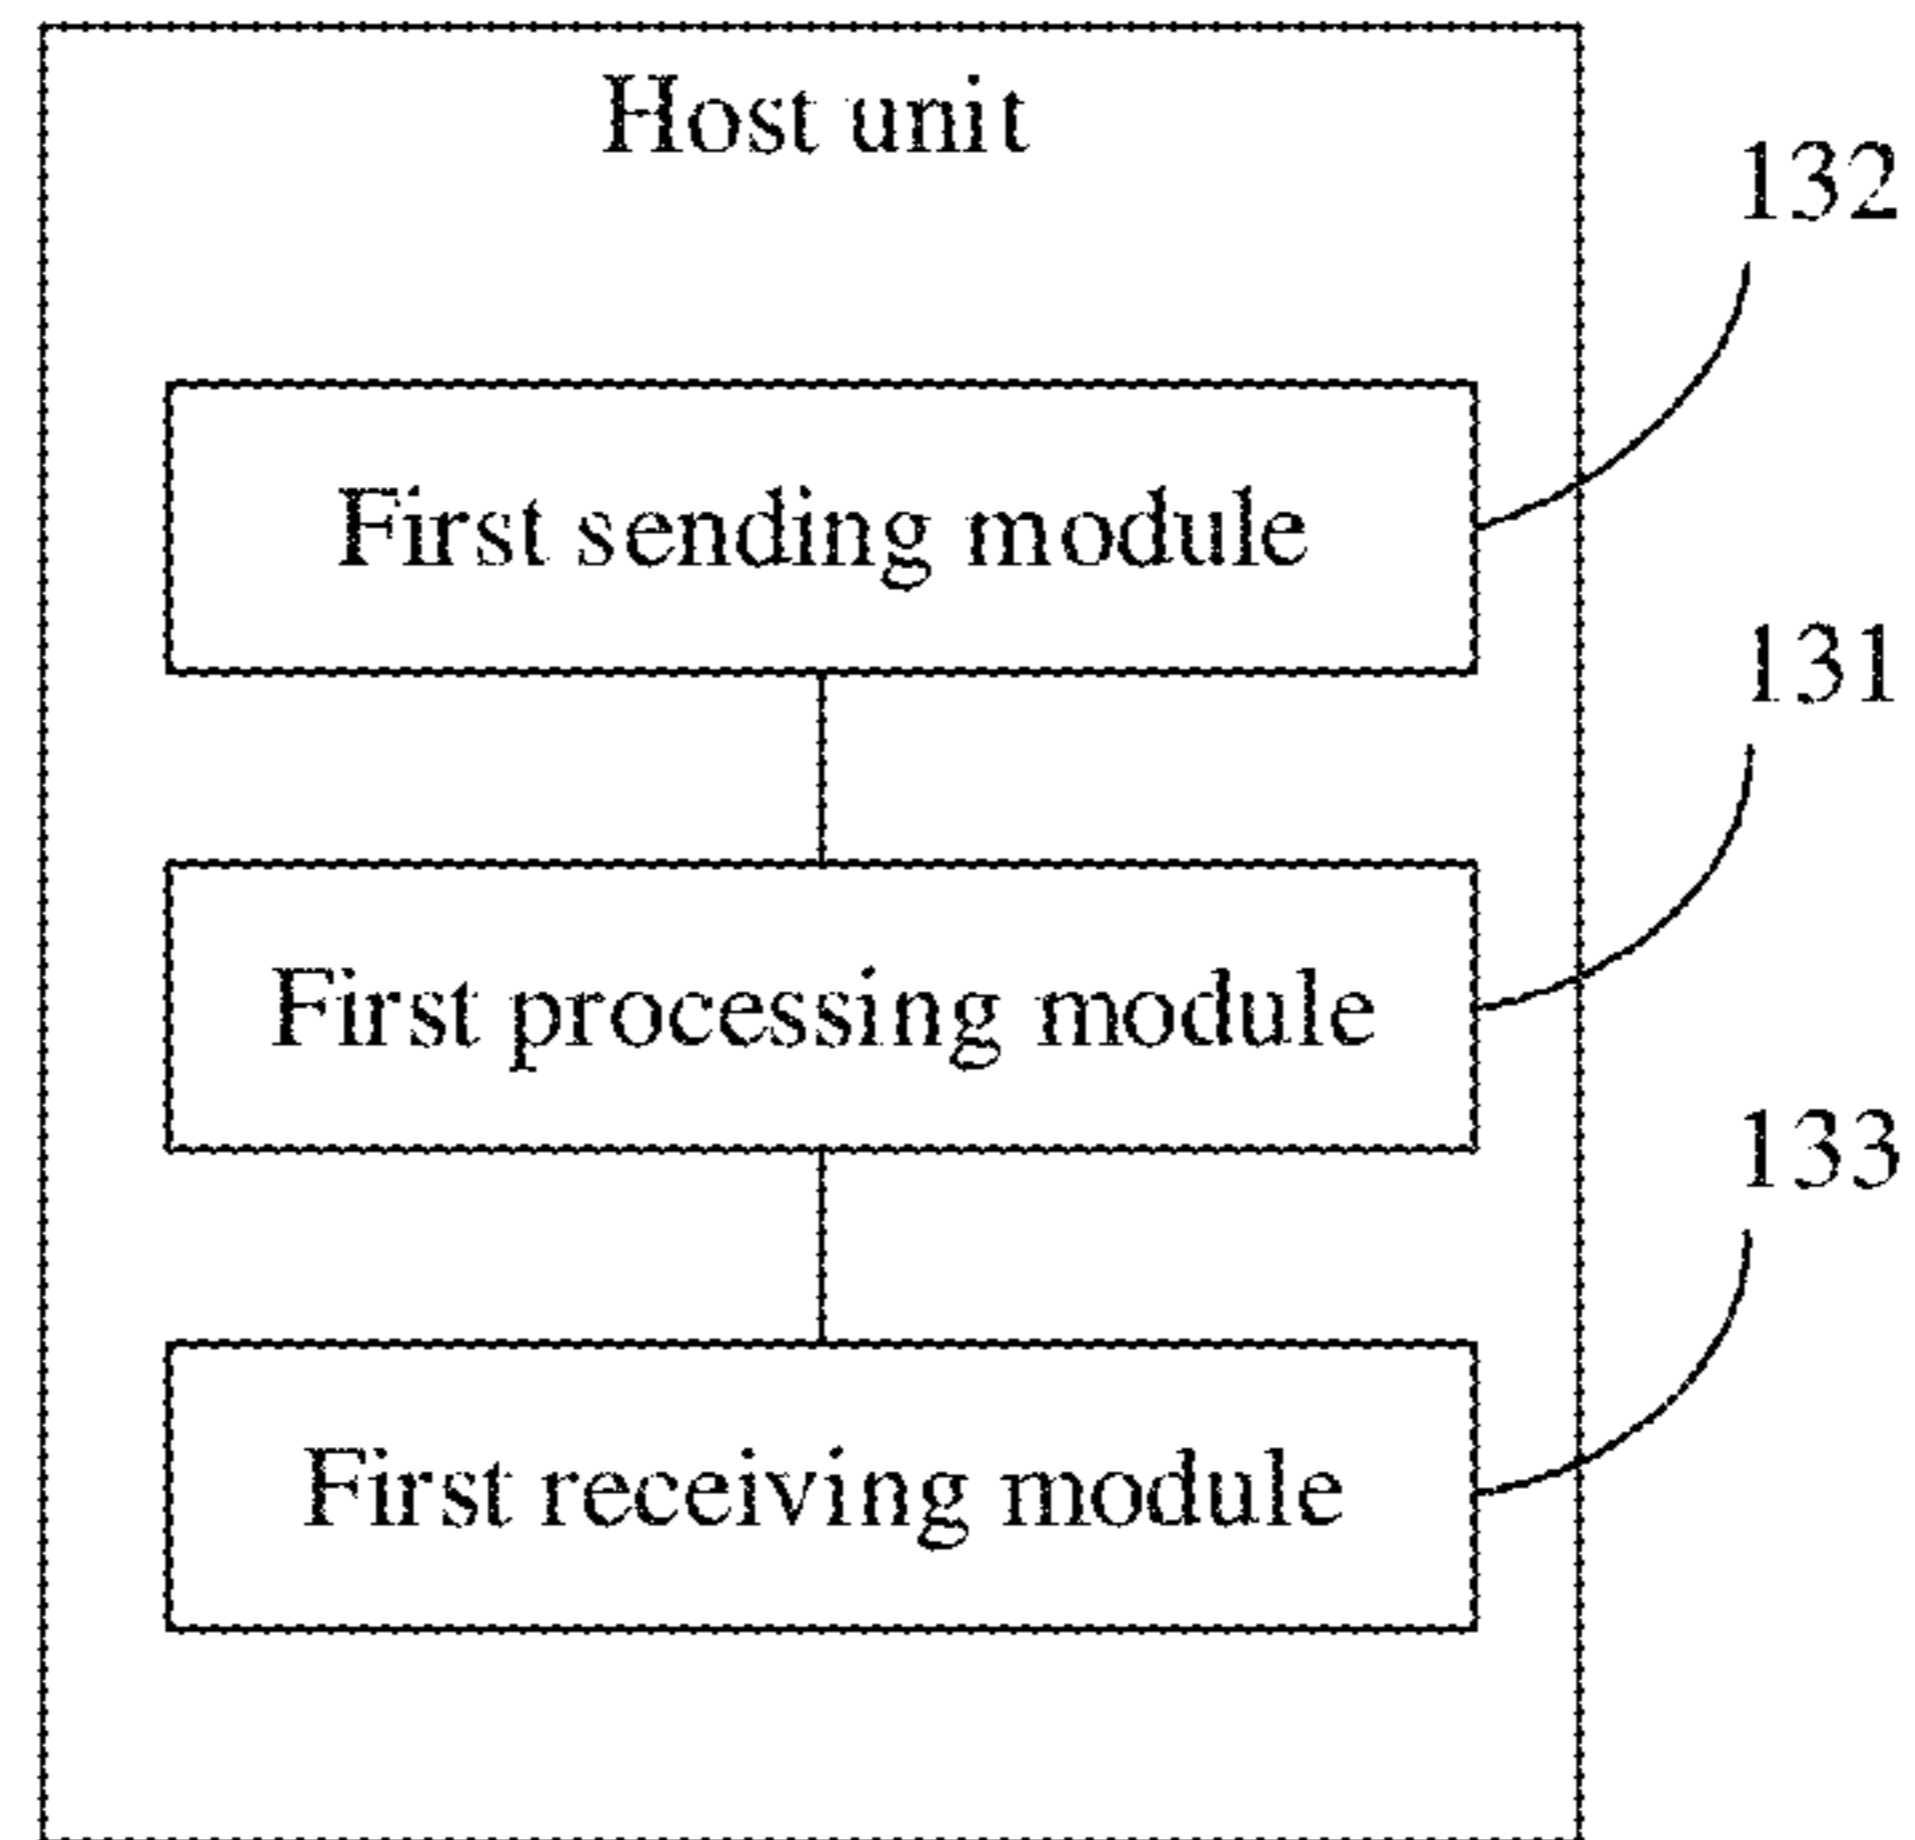 Host unit
132
First sending module
131
First processing module
133
First receiving module